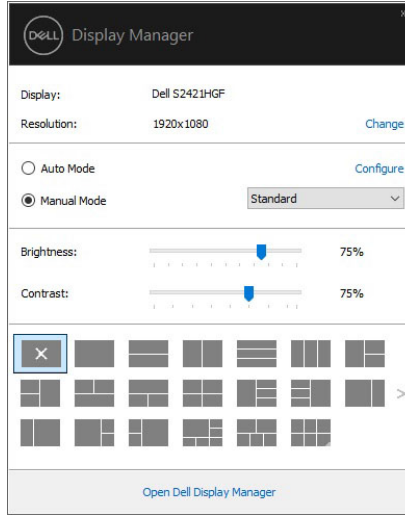 DELL Display Manager
Display: Dell S2421HGF
Resolution: 1920x1080 Change
Auto Mode Configure
Manual Mode Standard
Brightness: 75%
Contrast: 75%
Open Dell Display Manager